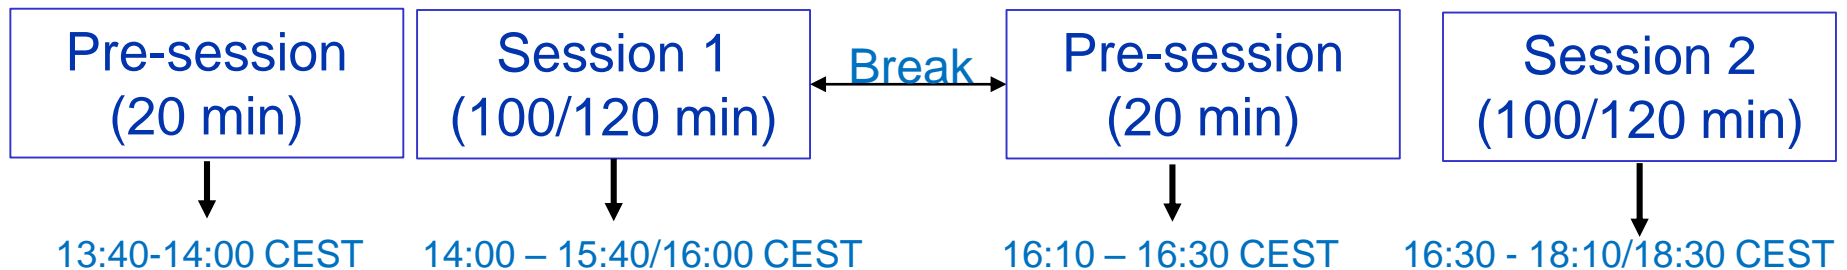 Pre-session
(20 min)
Session 1
(100/120 min)
Break
Pre-session
(20 min)
Session 2
(100/120 min)
13:40-14:00 CEST
14:00 – 15:40/16:00 CEST
16:10 – 16:30 CEST
16:30 - 18:10/18:30 CEST